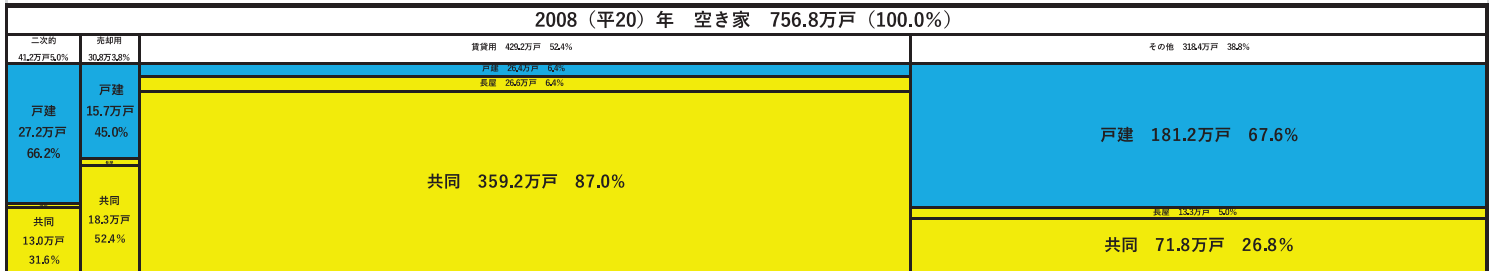 2008（平20）年　空き家　756.8万戸（100.0%）
二次的
41.2万戸5.0%
売却用
30.8万3.8%
賃貸用　429.2万戸　52.4%
その他　318.4万戸　38.8%
戸建
27.2万戸
66.2%
共同
13.0万戸
31.6%
戸建
15.7万戸
45.0%
共同
18.3万戸
52.4%
戸建　26.4万戸　6.4%
長屋　26.6万戸　6.4%
共同　359.2万戸　87.0%
戸建　181.2万戸　67.6%
長屋　13.3万戸　5.0%
共同　71.8万戸　26.8%